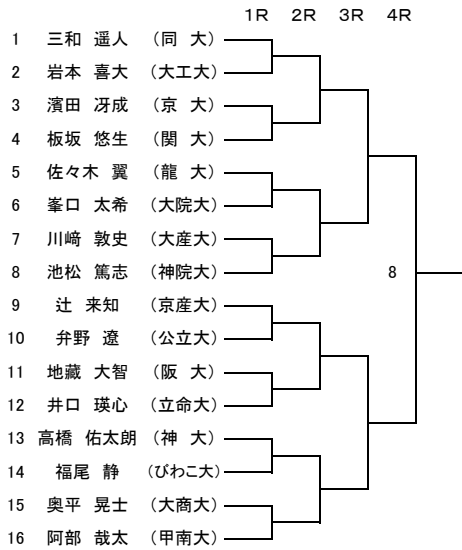 1R 2R 3R 4R
1 三和 遥人 (同 大)
2 岩本 喜大 (大工大)
3 濱田 冴成 (京 大)
4 板坂 悠生 (関 大)
5 佐々木 翼 (龍 大)
6 峯口 太希 (大院大)
7 川﨑 敦史 (大産大)
8 池松 篤志 (神院大) 8
9 辻 来知 (京産大)
10 弁野 遼 (公立大)
11 地藏 大智 (阪 大)
12 井口 瑛心 (立命大)
13 高橋 佑太朗 (神 大)
14 福尾 静 (びわこ大)
15 奥平 晃士 (大商大)
16 阿部 哉太 (甲南大)